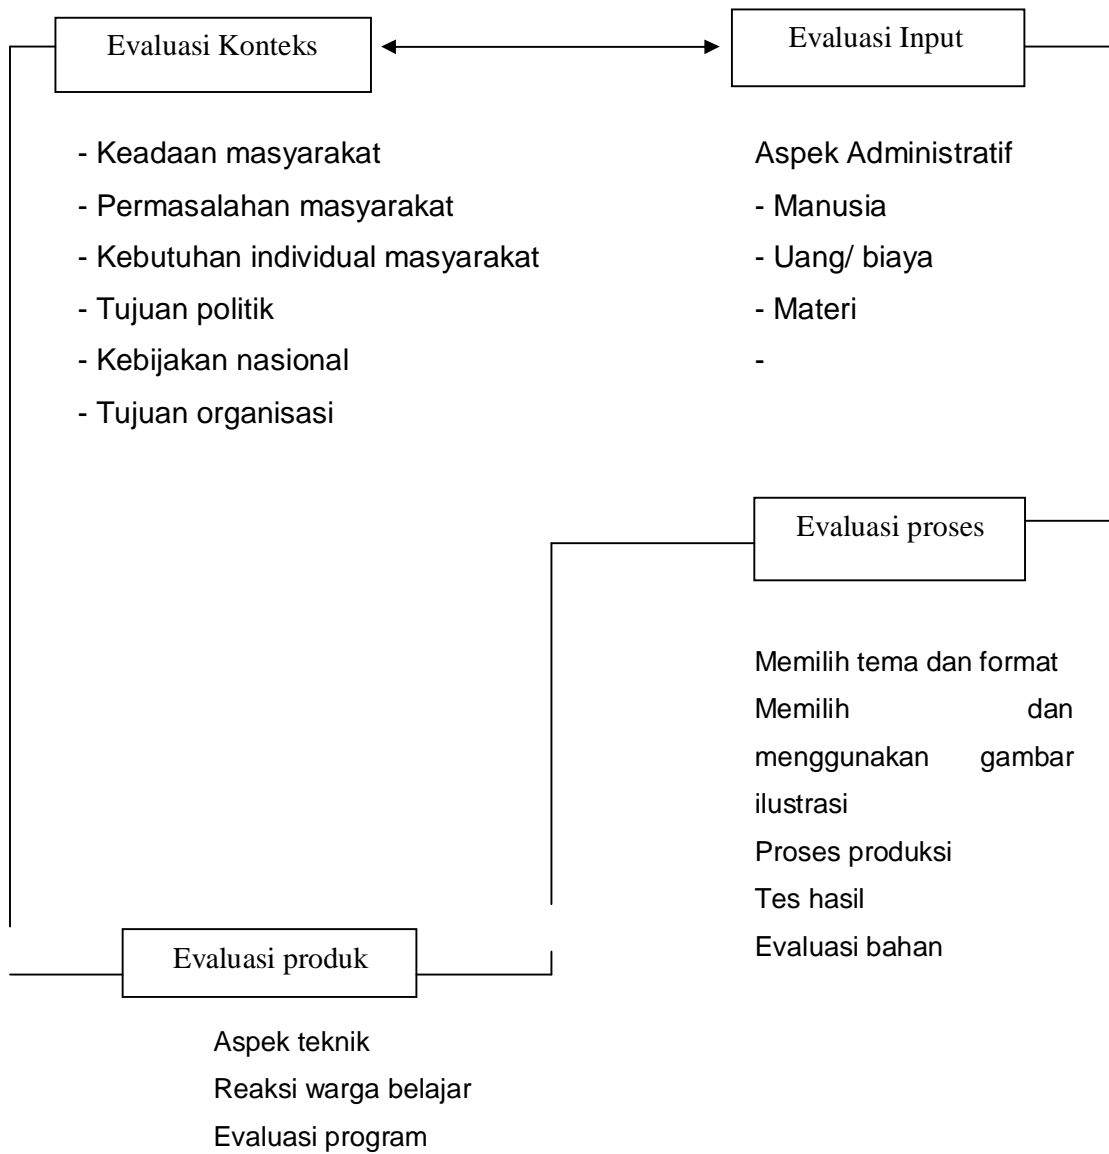 Evaluasi Konteks
Evaluasi Input
- Keadaan masyarakat
- Permasalahan masyarakat
- Kebutuhan individual masyarakat
- Tujuan politik
- Kebijakan nasional
- Tujuan organisasi
Aspek Administratif
- Manusia
- Uang/ biaya
- Materi
-
Evaluasi proses
Memilih tema dan format
Memilih dan
menggunakan gambar
ilustrasi
Proses produksi
Tes hasil
Evaluasi bahan
Evaluasi produk
Aspek teknik
Reaksi warga belajar
Evaluasi program